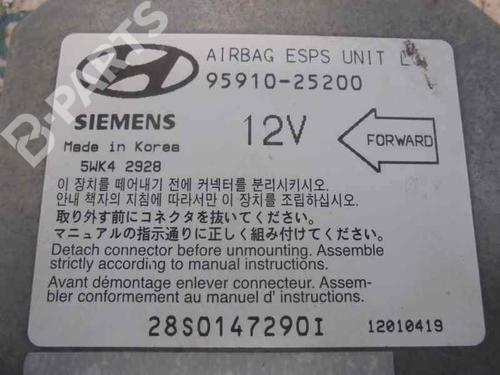 B-PARTS
AIRBAG ESPS UNIT
95910-25200
SIEMENS
12V
FORWARD
Made in Korea
5WK4 2928
이 장치를 떼어내기 전에 커넥터를 분리시키시오.
안내 책자의 지침에 따라서만 이 장치를 조립하십시오.
取り外す前にコネクタを抜いてください。
マニュアルの指示通りに正しく組み付けてください。
Detach connector before unmounting. Assemble
strictly according to manual instructions.
Avant démontage enlever connecteur. Assem-
bler conformement au manuel d' instructions.
28S0147290I
12010419